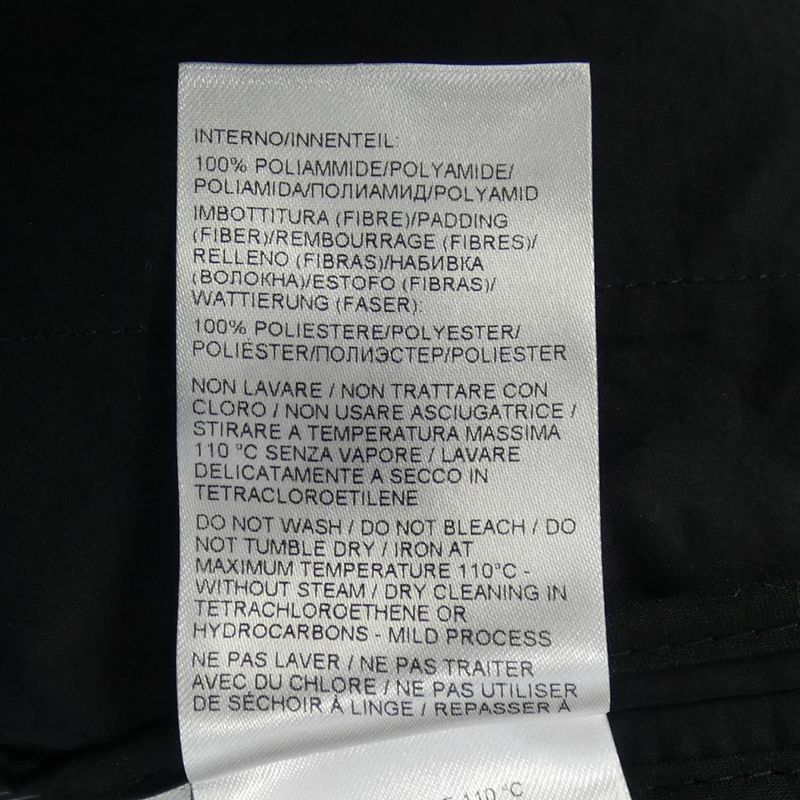 INTERNO/INNENTEIL:
100% POLIAMMIDE/POLYAMIDE/
POLIAMIDA/ПОЛИАМИД/POLYAMID
IMBOTTITURA (FIBRE)/PADDING
(FIBER)/REMBOURRAGE (FIBRES)/
RELLENO (FIBRAS)/НАБИВКА
(ВОЛОКНА)/ESTOFO (FIBRAS)/
WATTIERUNG (FASER):
100% POLIESTERE/POLYESTER/
POLIÉSTER/ПОЛИЭСТЕР/POLIESTER
NON LAVARE / NON TRATTARE CON
CLORO / NON USARE ASCIUGATRICE /
STIRARE A TEMPERATURA MASSIMA
110 °C SENZA VAPORE / LAVARE
DELICATAMENTE A SECCO IN
TETRACLOROETILENE
DO NOT WASH / DO NOT BLEACH / DO
NOT TUMBLE DRY / IRON AT
MAXIMUM TEMPERATURE 110°C -
WITHOUT STEAM / DRY CLEANING IN
TETRACHLOROETHENE OR
HYDROCARBONS - MILD PROCESS
NE PAS LAVER / NE PAS TRAITER
AVEC DU CHLORE / NE PAS UTILISER
DE SÉCHOIR À LINGE / REPASSER À
110 °C